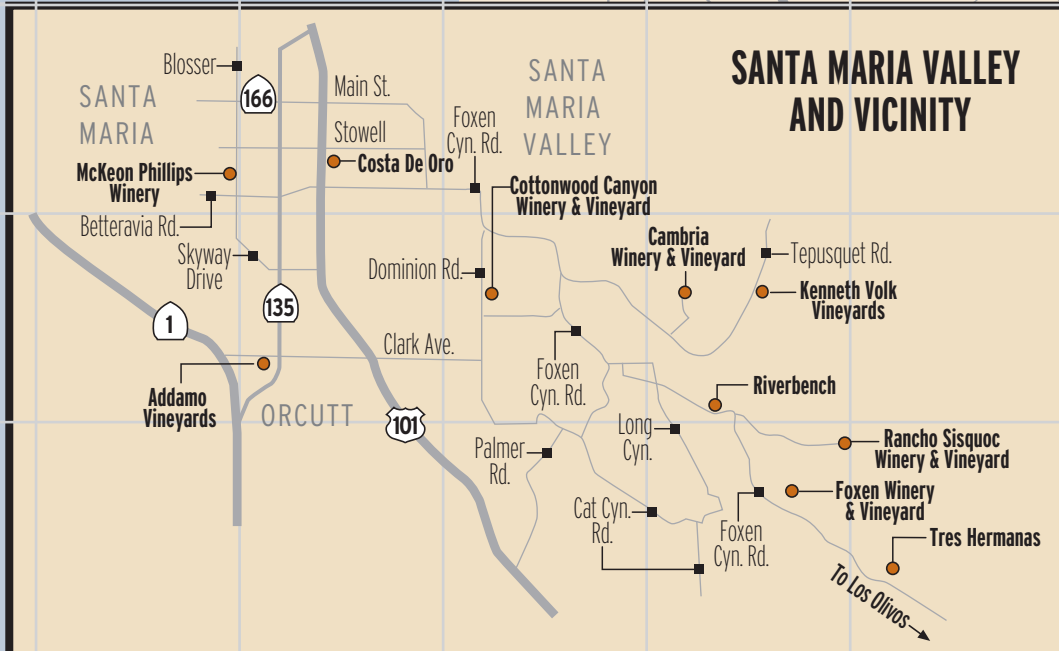 SANTA MARIA VALLEY
AND VICINITY
Blosser
166
SANTA
MARIA
Main St.
SANTA
MARIA
VALLEY
Stowell
Foxen
Cyn. Rd.
Costa De Oro
McKeon Phillips
Winery
Cottonwood Canyon
Winery & Vineyard
Betteravia Rd.
Skyway
Drive
Dominion Rd.
Cambria
Winery & Vineyard
Tepusquet Rd.
Kenneth Volk
Vineyards
1
135
Clark Ave.
Foxen
Cyn. Rd.
Addamo
Vineyards
ORCUTT
101
Riverbench
Long
Cyn.
Palmer
Rd.
Rancho Sisquoc
Winery & Vineyard
Cat Cyn.
Rd.
Foxen
Cyn. Rd.
Foxen Winery
& Vineyard
Tres Hermanas
To Los Olivos